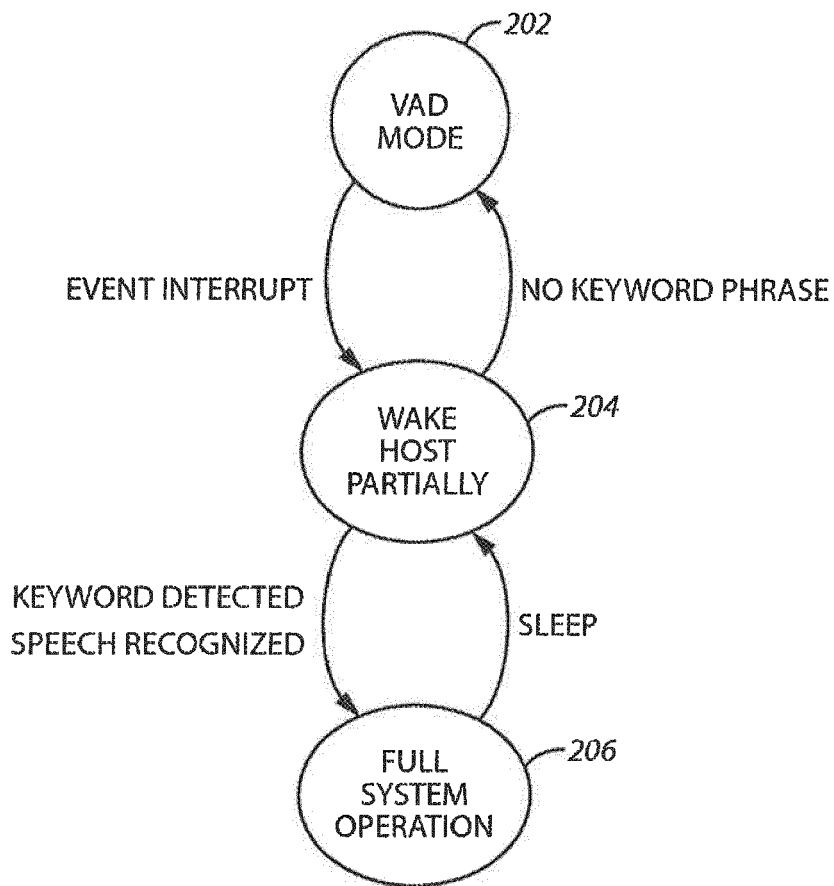 202
VAD
MODE
EVENT INTERRUPT
NO KEYWORD PHRASE
204
WAKE
HOST
PARTIALLY
KEYWORD DETECTED
SPEECH RECOGNIZED
SLEEP
206
FULL
SYSTEM
OPERATION